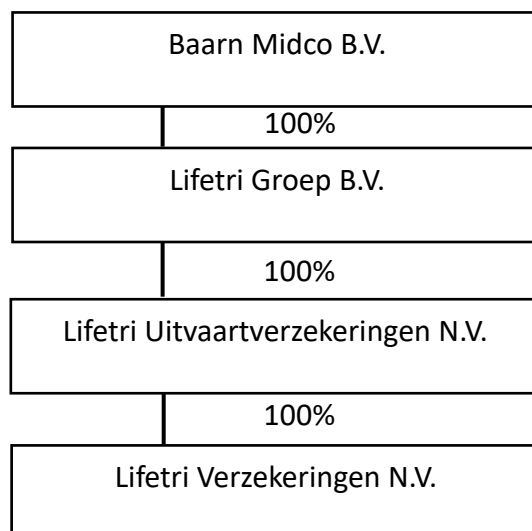 Baarn Midco B.V.
100%
Lifetri Groep B.V.
100%
Lifetri Uitvaartverzekeringen N.V.
100%
Lifetri Verzekeringen N.V.